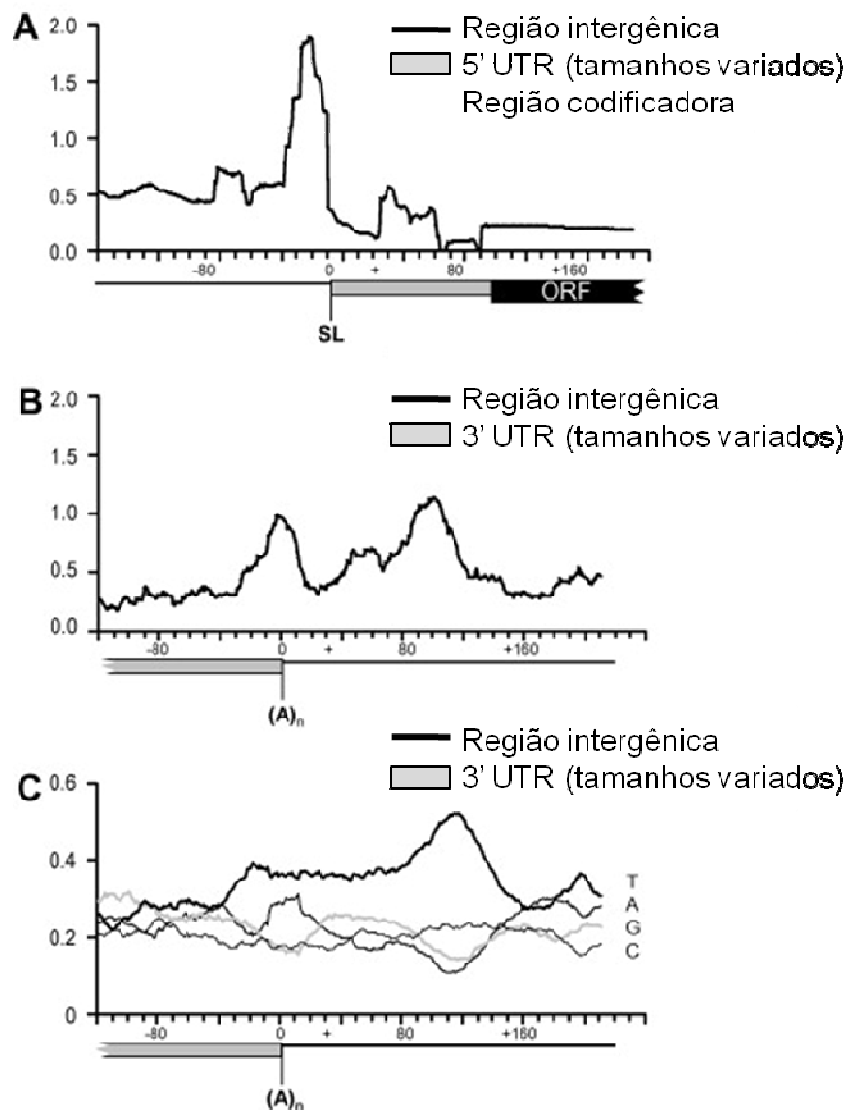 A
2.0
Região intergênica
5' UTR (tamanhos variados)
1.5
Região codificadora
1.0
0.5
0.0
-80 0 + 80 +160
ORF
SL
B
2.0
Região intergênica
3' UTR (tamanhos variados)
1.5
1.0
0.5
0.0
-80 0 + 80 +160
(A)n
Região intergênica
3' UTR (tamanhos variados)
C
0.6
0.4
T
A
G
C
0.2
0
-80 0 + 80 +160
(A)n